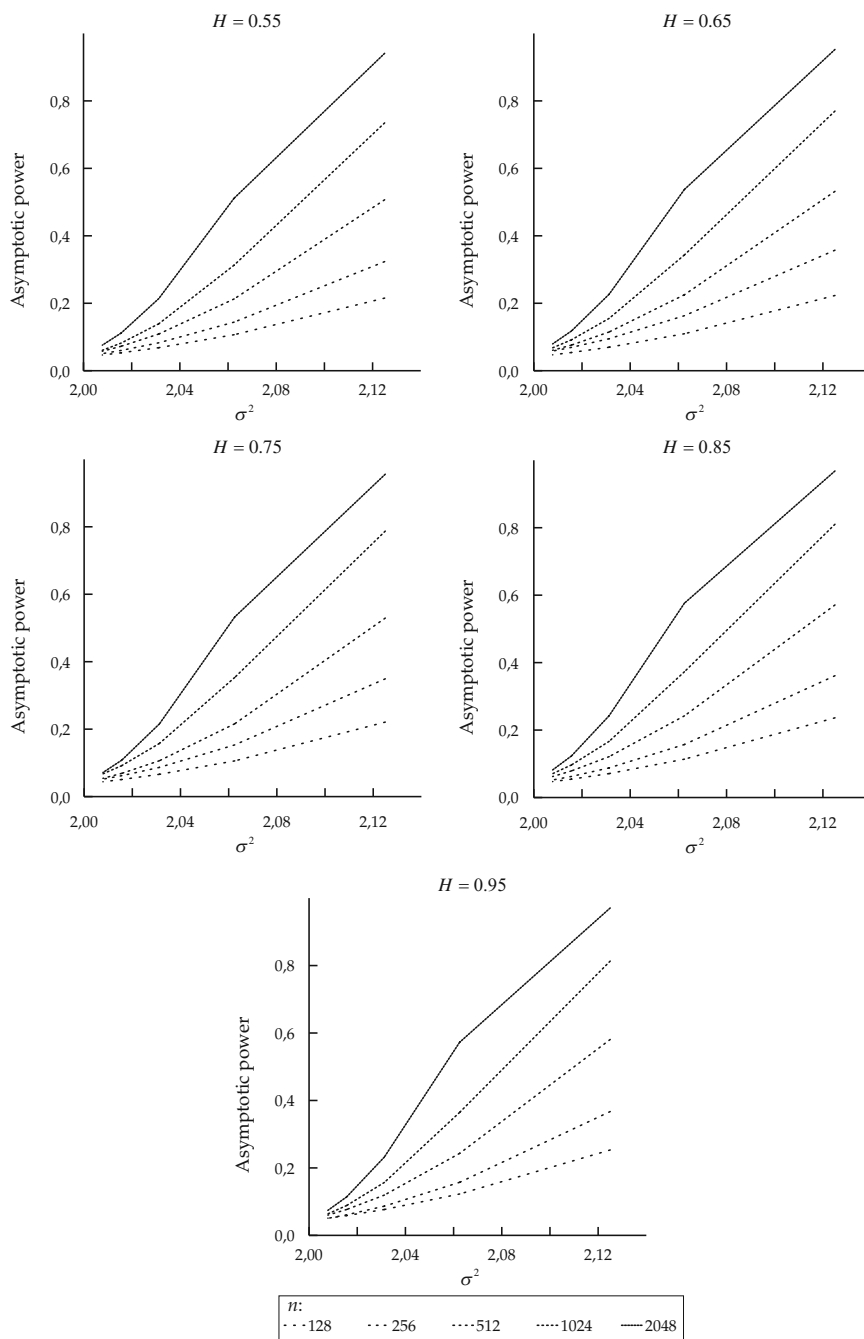 H = 0.55
Asymptotic power
0,8
0,6
0,4
0,2
0,0
2,00 2,04 2,08 2,12
σ²
H = 0.65
Asymptotic power
0,8
0,6
0,4
0,2
0,0
2,00 2,04 2,08 2,12
σ²
H = 0.75
Asymptotic power
0,8
0,6
0,4
0,2
0,0
2,00 2,04 2,08 2,12
σ²
H = 0.85
Asymptotic power
0,8
0,6
0,4
0,2
0,0
2,00 2,04 2,08 2,12
σ²
H = 0.95
Asymptotic power
0,8
0,6
0,4
0,2
0,0
2,00 2,04 2,08 2,12
σ²
n:
128 256 512 1024 2048